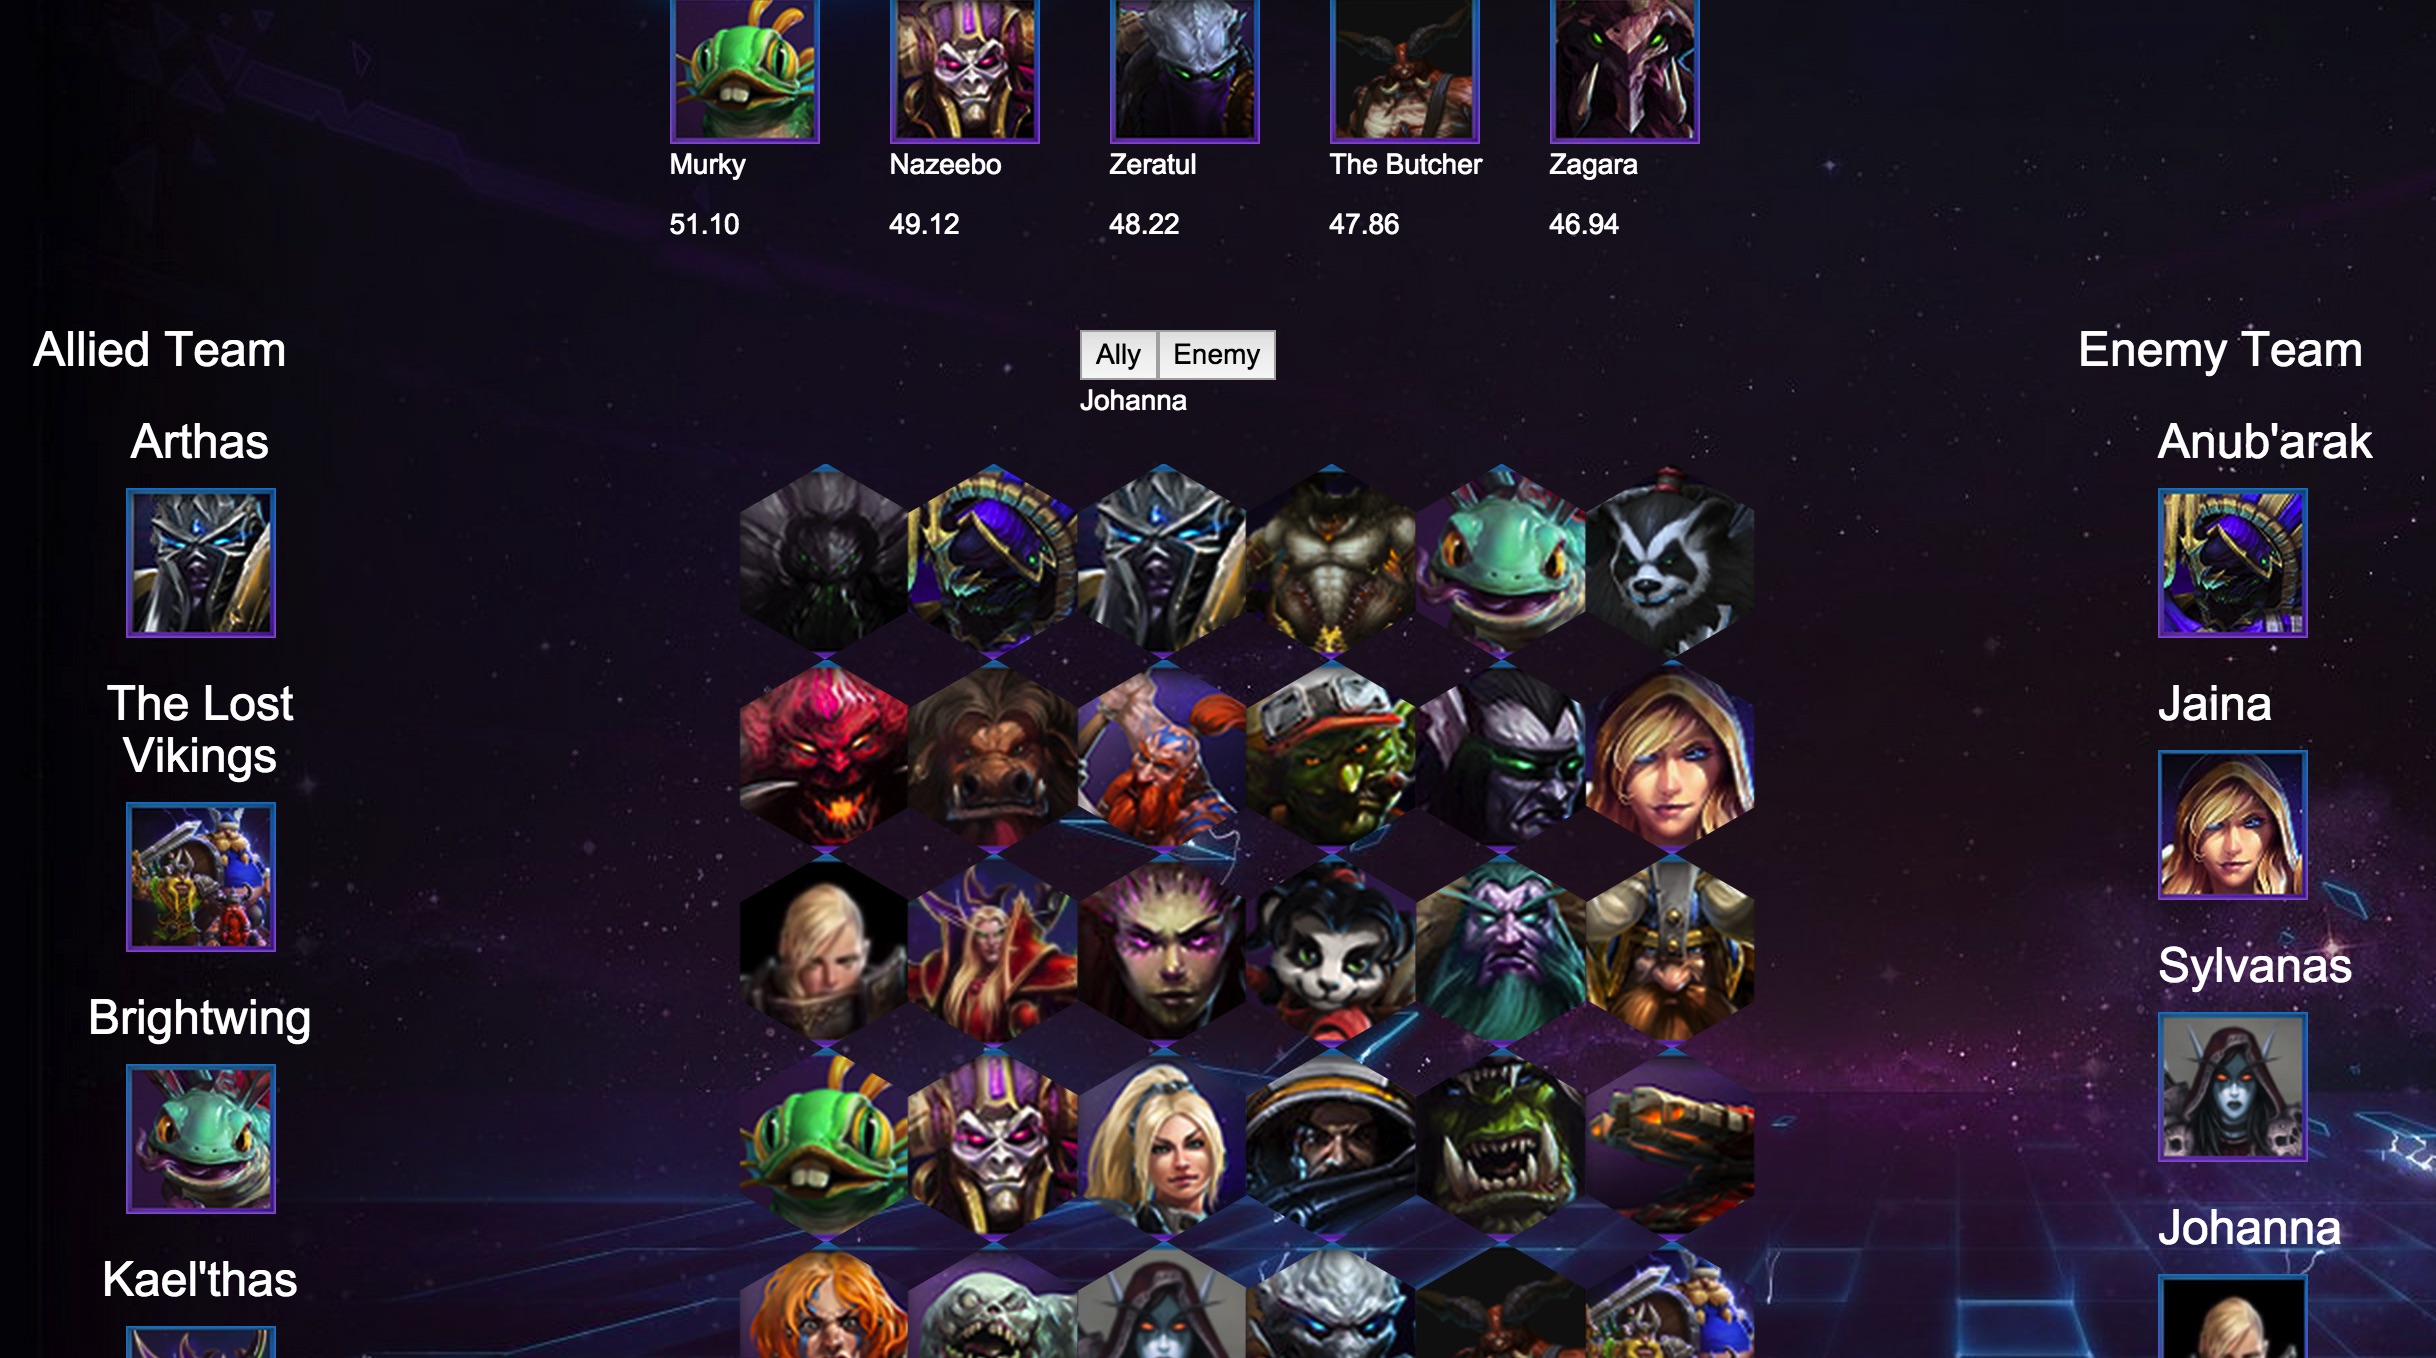 Murky
Nazeebo
Zeratul
The Butcher
Zagara
51.10
49.12
48.22
47.86
46.94
Allied Team
Ally
Enemy
Johanna
Enemy Team
Arthas
The Lost
Vikings
Brightwing
Kael'thas
Anub'arak
Jaina
Sylvanas
Johanna